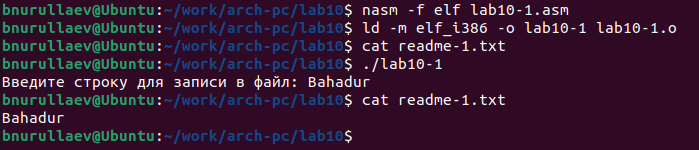 bnurullaev@Ubuntu:~/work/arch-pc/lab10$ nasm -f elf lab10-1.asm
bnurullaev@Ubuntu:~/work/arch-pc/lab10$ ld -m elf_i386 -o lab10-1 lab10-1.o
bnurullaev@Ubuntu:~/work/arch-pc/lab10$ cat readme-1.txt
bnurullaev@Ubuntu:~/work/arch-pc/lab10$ ./lab10-1
Введите строку для записи в файл: Bahadur
bnurullaev@Ubuntu:~/work/arch-pc/lab10$ cat readme-1.txt
Bahadur
bnurullaev@Ubuntu:~/work/arch-pc/lab10$